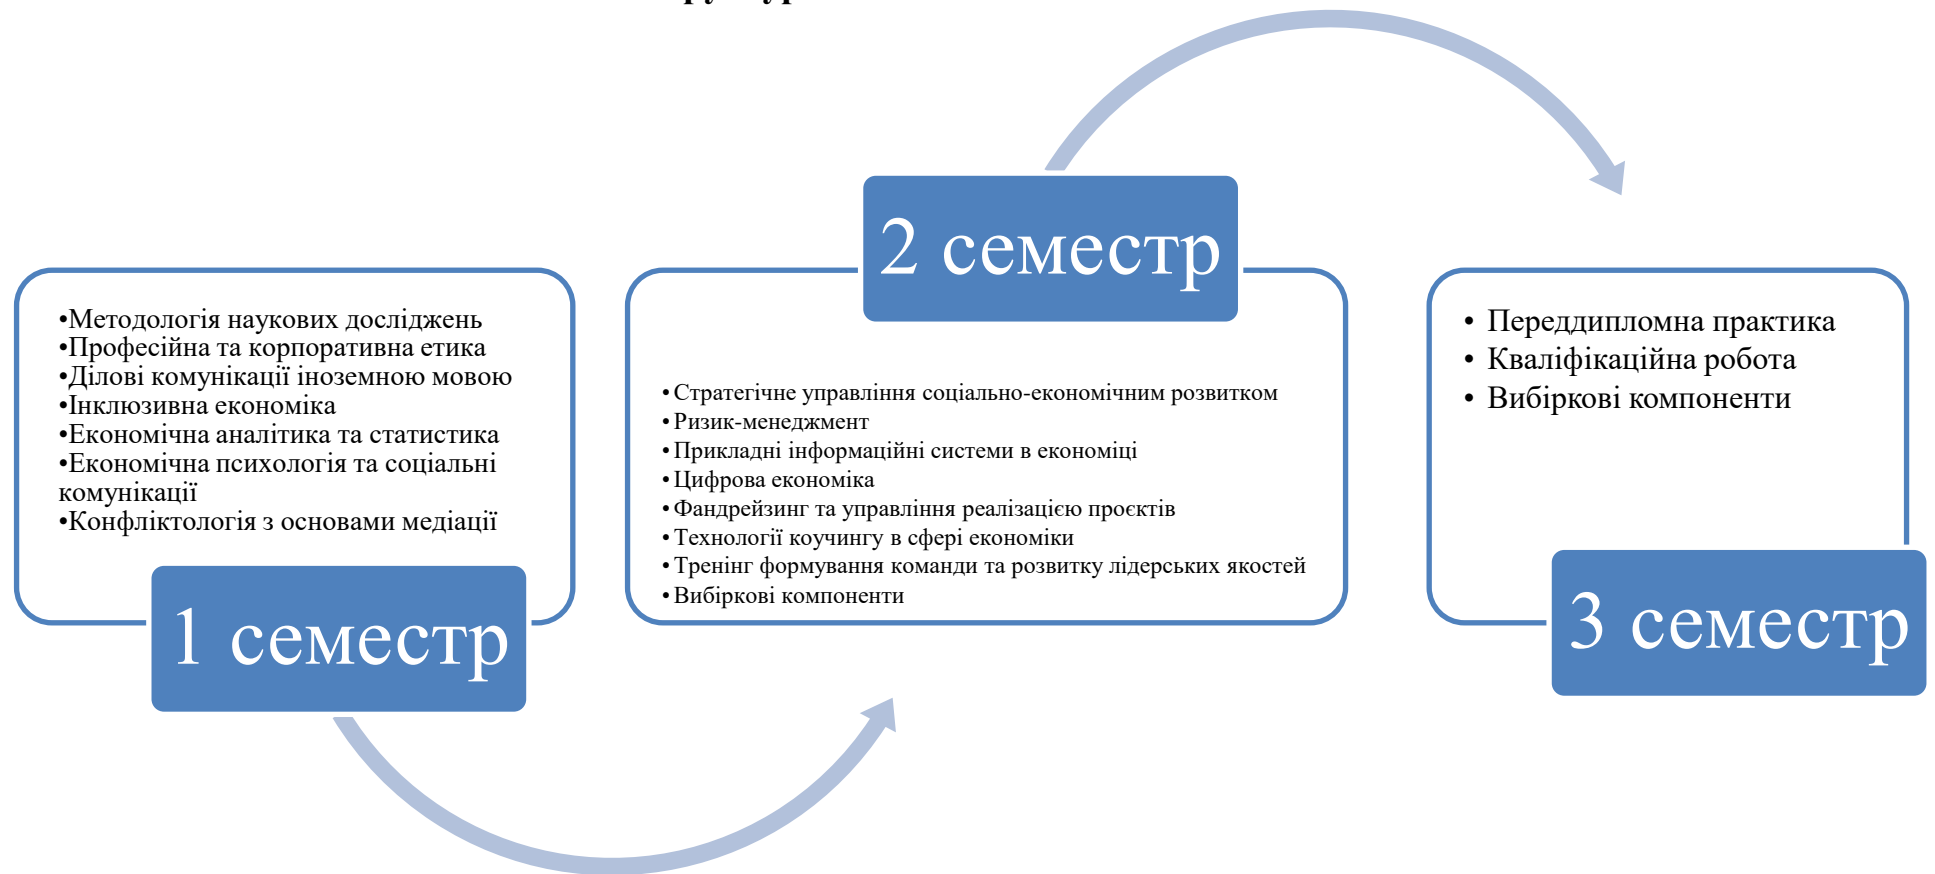 •Методологія наукових досліджень
•Професійна та корпоративна етика
•Ділові комунікації іноземною мовою
•Інклюзивна економіка
•Економічна аналітика та статистика
•Економічна психологія та соціальні
комунікації
•Конфліктологія з основами медіації
1 семестр
2 семестр
•Стратегічне управління соціально-економічним розвитком
•Ризик-менеджмент
•Прикладні інформаційні системи в економіці
•Цифрова економіка
•Фандрейзинг та управління реалізацією проєктів
•Технології коучингу в сфері економіки
•Тренінг формування команди та розвитку лідерських якостей
•Вибіркові компоненти
• Переддипломна практика
• Кваліфікаційна робота
• Вибіркові компоненти
3 семестр